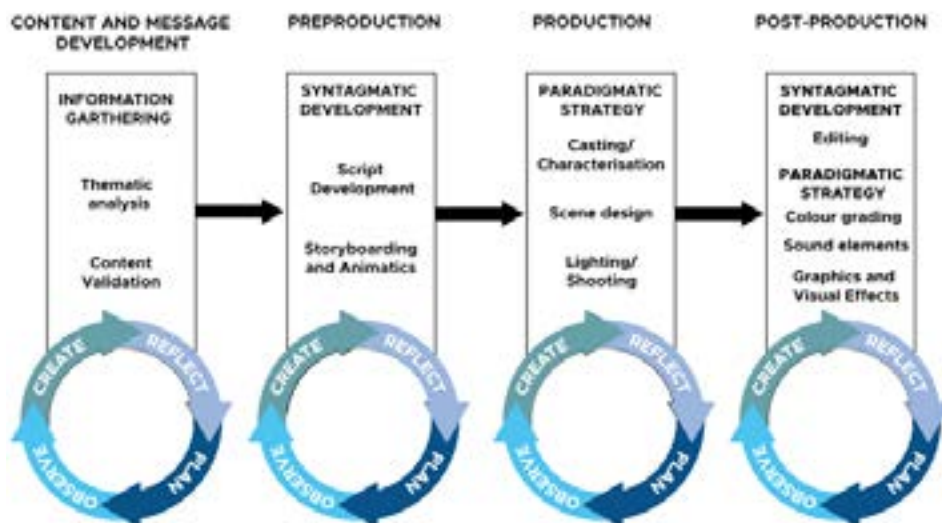 CONTENT AND MESSAGE
DEVELOPMENT
INFORMATION
GARTHERING
Thematic
analysis
Content
Validation
CREATE
REFLECT
PLAN
OBSERVE
PREPRODUCTION
SYNTAGMATIC
DEVELOPMENT
Script
Development
Storyboarding
and Animatics
CREATE
REFLECT
PLAN
OBSERVE
PRODUCTION
PARADIGMATIC
STRATEGY
Casting/
Characterisation
Scene design
Lighting/
Shooting
CREATE
REFLECT
PLAN
OBSERVE
POST-PRODUCTION
SYNTAGMATIC
DEVELOPMENT
Editing
PARADIGMATIC
STRATEGY
Colour grading
Sound elements
Graphics and
Visual Effects
CREATE
REFLECT
PLAN
OBSERVE